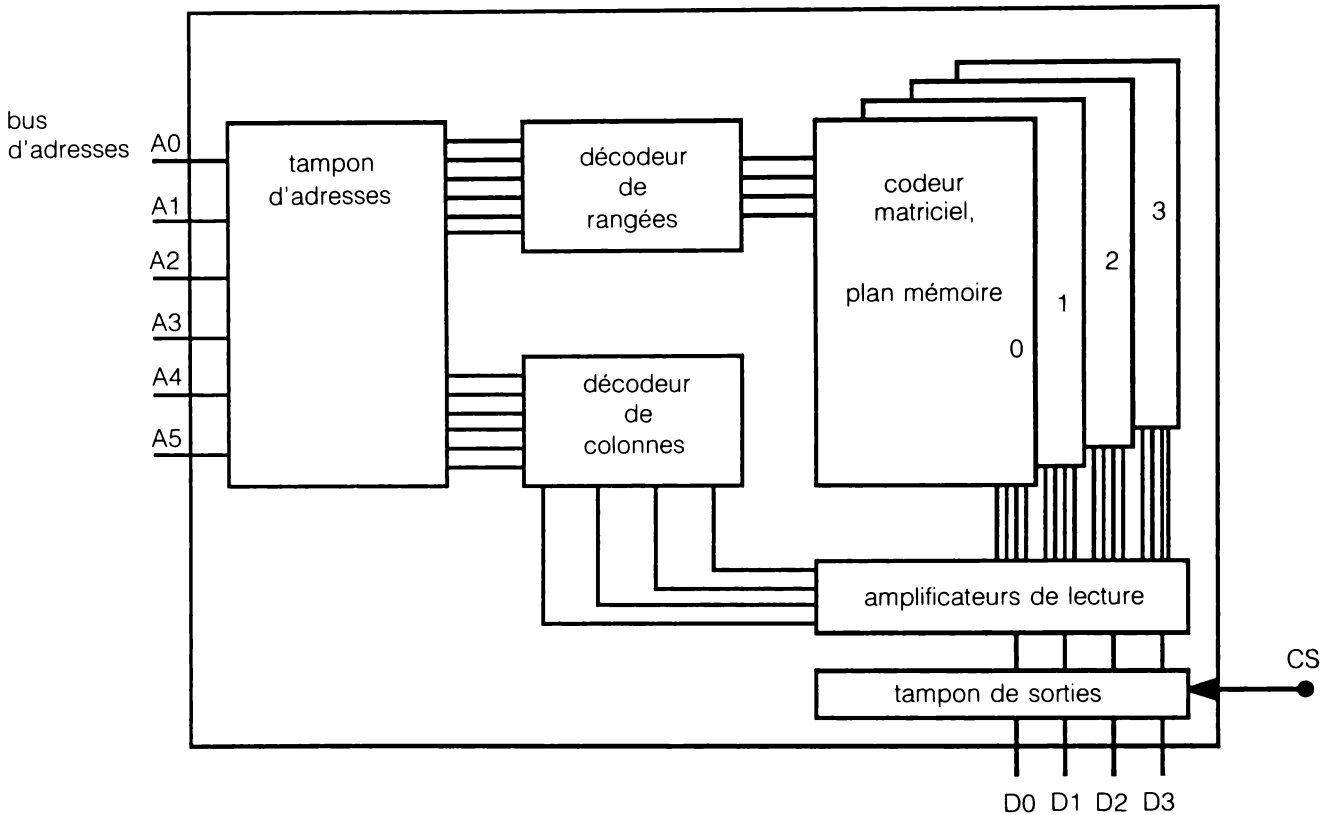 bus
d'adresses
A0
A1
A2
A3
A4
A5
tampon
d'adresses
décodeur
de
rangées
décodeur
de
colonnes
codeur
matriciel,
plan mémoire
0
1
2
3
amplificateurs de lecture
tampon de sorties
CS
D0 D1 D2 D3